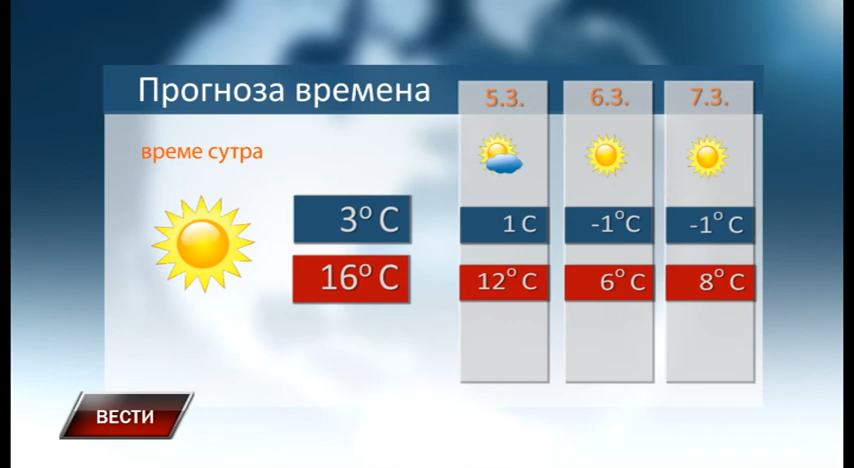 Прогноза времена
време сутра
3° C
16° C
5.3.
6.3.
7.3.
1 C
-1°C
-1° C
12° C
6° C
8° C
ВЕСТИ